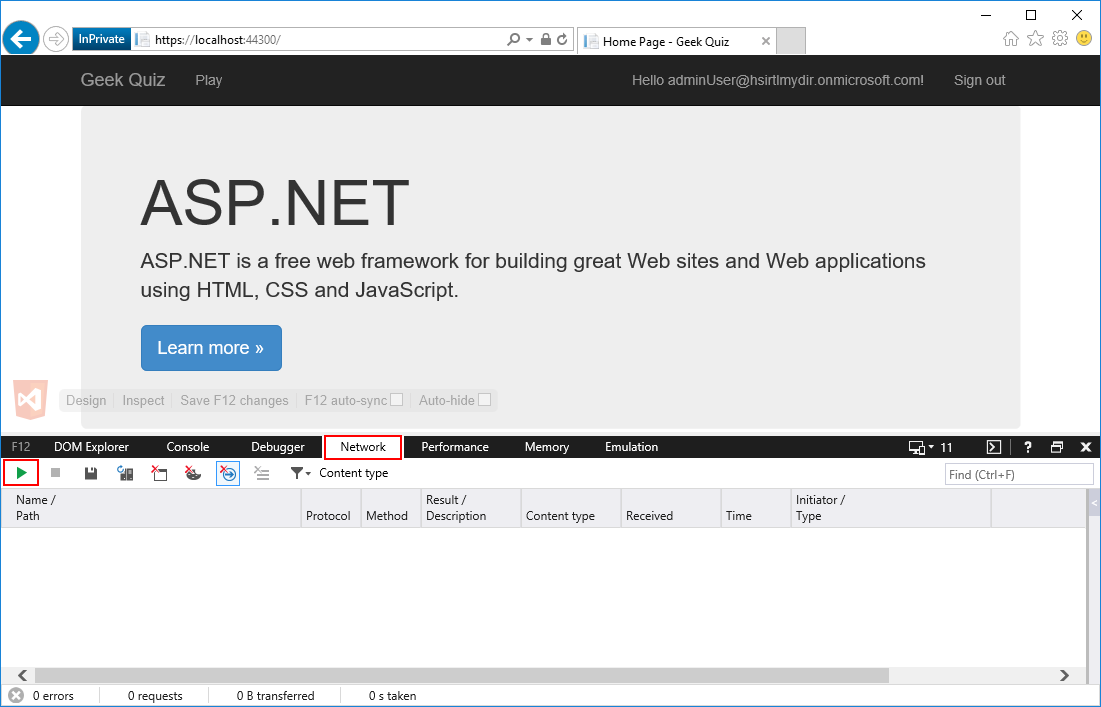 InPrivate https://localhost:44300/ Home Page - Geek Quiz
Geek Quiz Play Hello adminUser@hsirtlmydir.onmicrosoft.com! Sign out
ASP.NET
ASP.NET is a free web framework for building great Web sites and Web applications
using HTML, CSS and JavaScript.
Learn more »
Design Inspect Save F12 changes F12 auto-sync Auto-hide
F12 DOM Explorer Console Debugger Network Performance Memory Emulation 11 ?
Content type Find (Ctrl+F)
Name / Result / Initiator /
Path Protocol Method Description Content type Received Time Type
0 errors 0 requests 0 B transferred 0 s taken